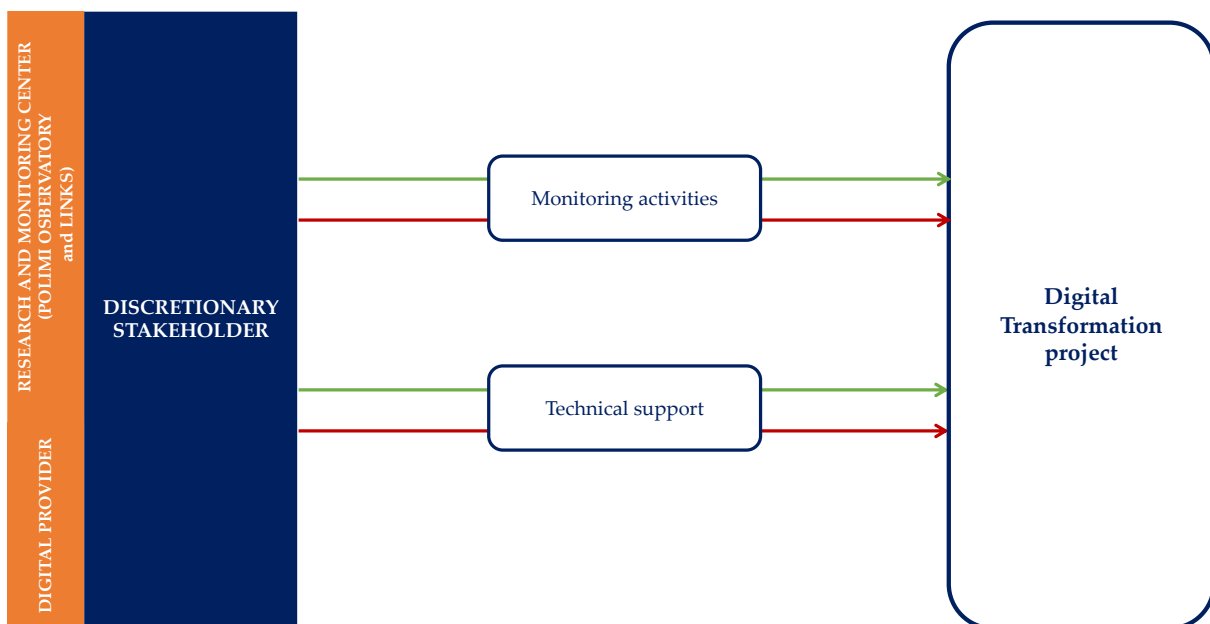 RESEARCH AND MONITORING CENTER
(POLIMI OSBERVATORY
and LINKS)
DIGITAL PROVIDER
DISCRETIONARY
STAKEHOLDER
Monitoring activities
Technical support
Digital
Transformation
project